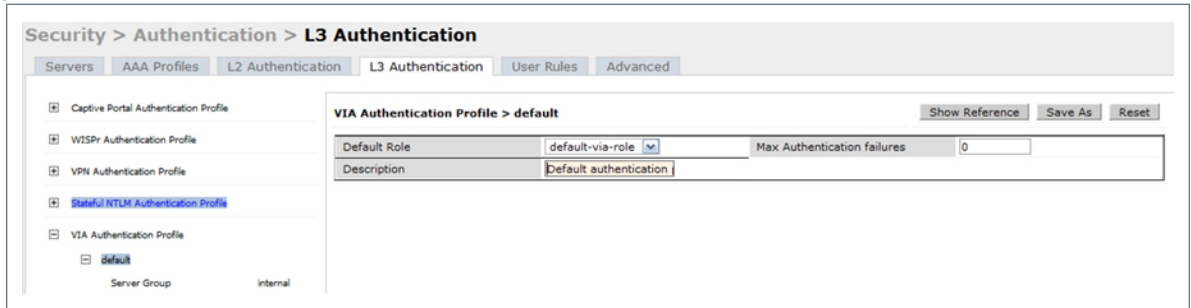 Security > Authentication > L3 Authentication
Servers AAA Profiles L2 Authentication L3 Authentication User Rules Advanced
Captive Portal Authentication Profile
WISPr Authentication Profile
VPN Authentication Profile
Stateful NTLM Authentication Profile
VIA Authentication Profile
default
Server Group internal
VIA Authentication Profile > default Show Reference Save As Reset
Default Role default-via-role Max Authentication failures 0
Description Default authentication